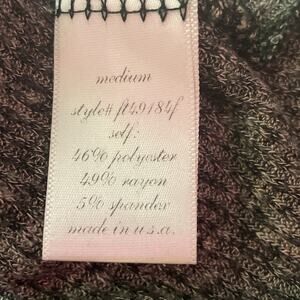 medium
style# ft49184f
self:
46% polyester
49% rayon
5% spandex
made in u.s.a.